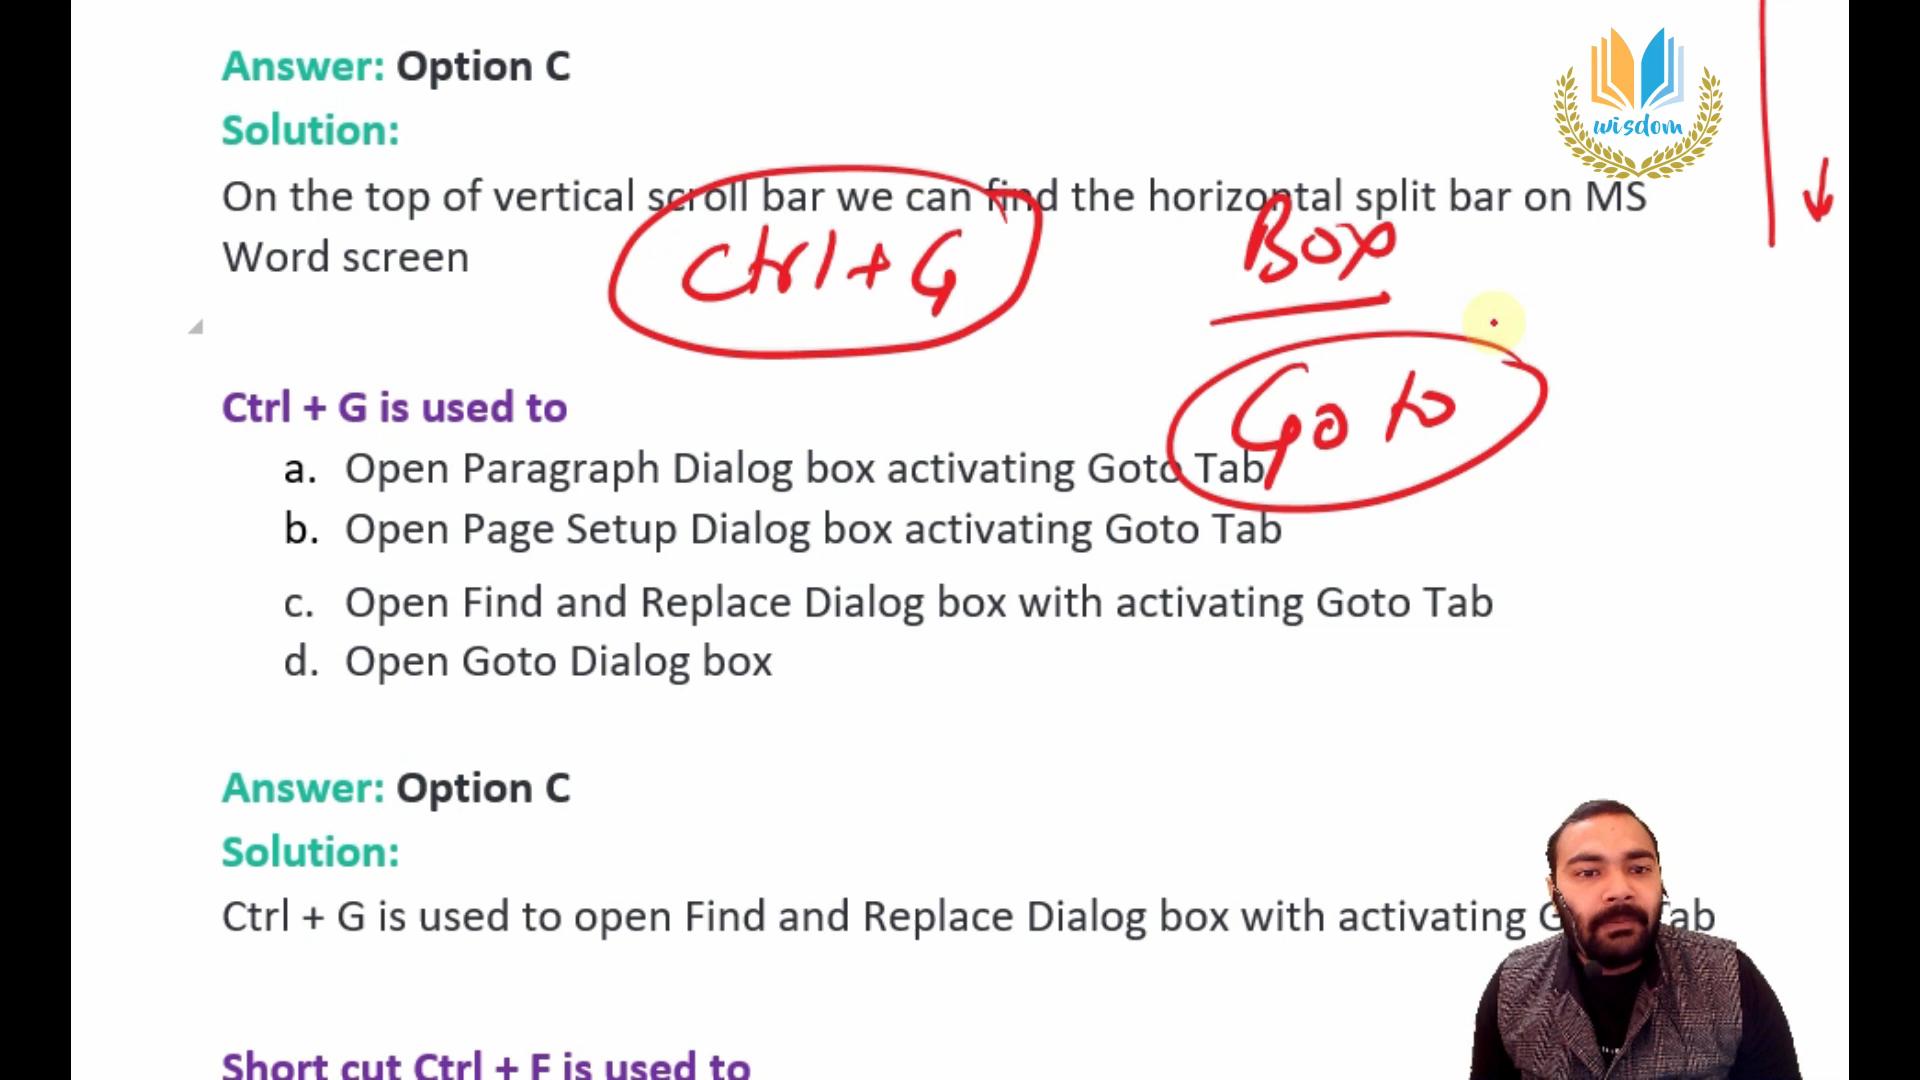 Answer: Option C
Solution:
On the top of vertical scroll bar we can find the horizontal split bar on MS
Word screen
wisdom
Ctrl + G
Box
Go to
Ctrl + G is used to
a. Open Paragraph Dialog box activating Goto Tab
b. Open Page Setup Dialog box activating Goto Tab
c. Open Find and Replace Dialog box with activating Goto Tab
d. Open Goto Dialog box
Answer: Option C
Solution:
Ctrl + G is used to open Find and Replace Dialog box with activating
Short cut Ctrl + F is used to